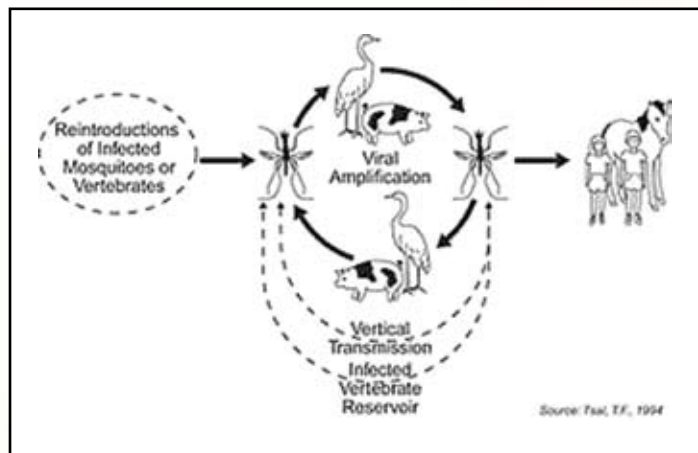 Reintroductions
of Infected
Mosquitoes or
Vertebrates
Viral
Amplification
Vertical
Transmission
Infected
Vertebrate
Reservoir
Source: Tsai, T.F., 1994